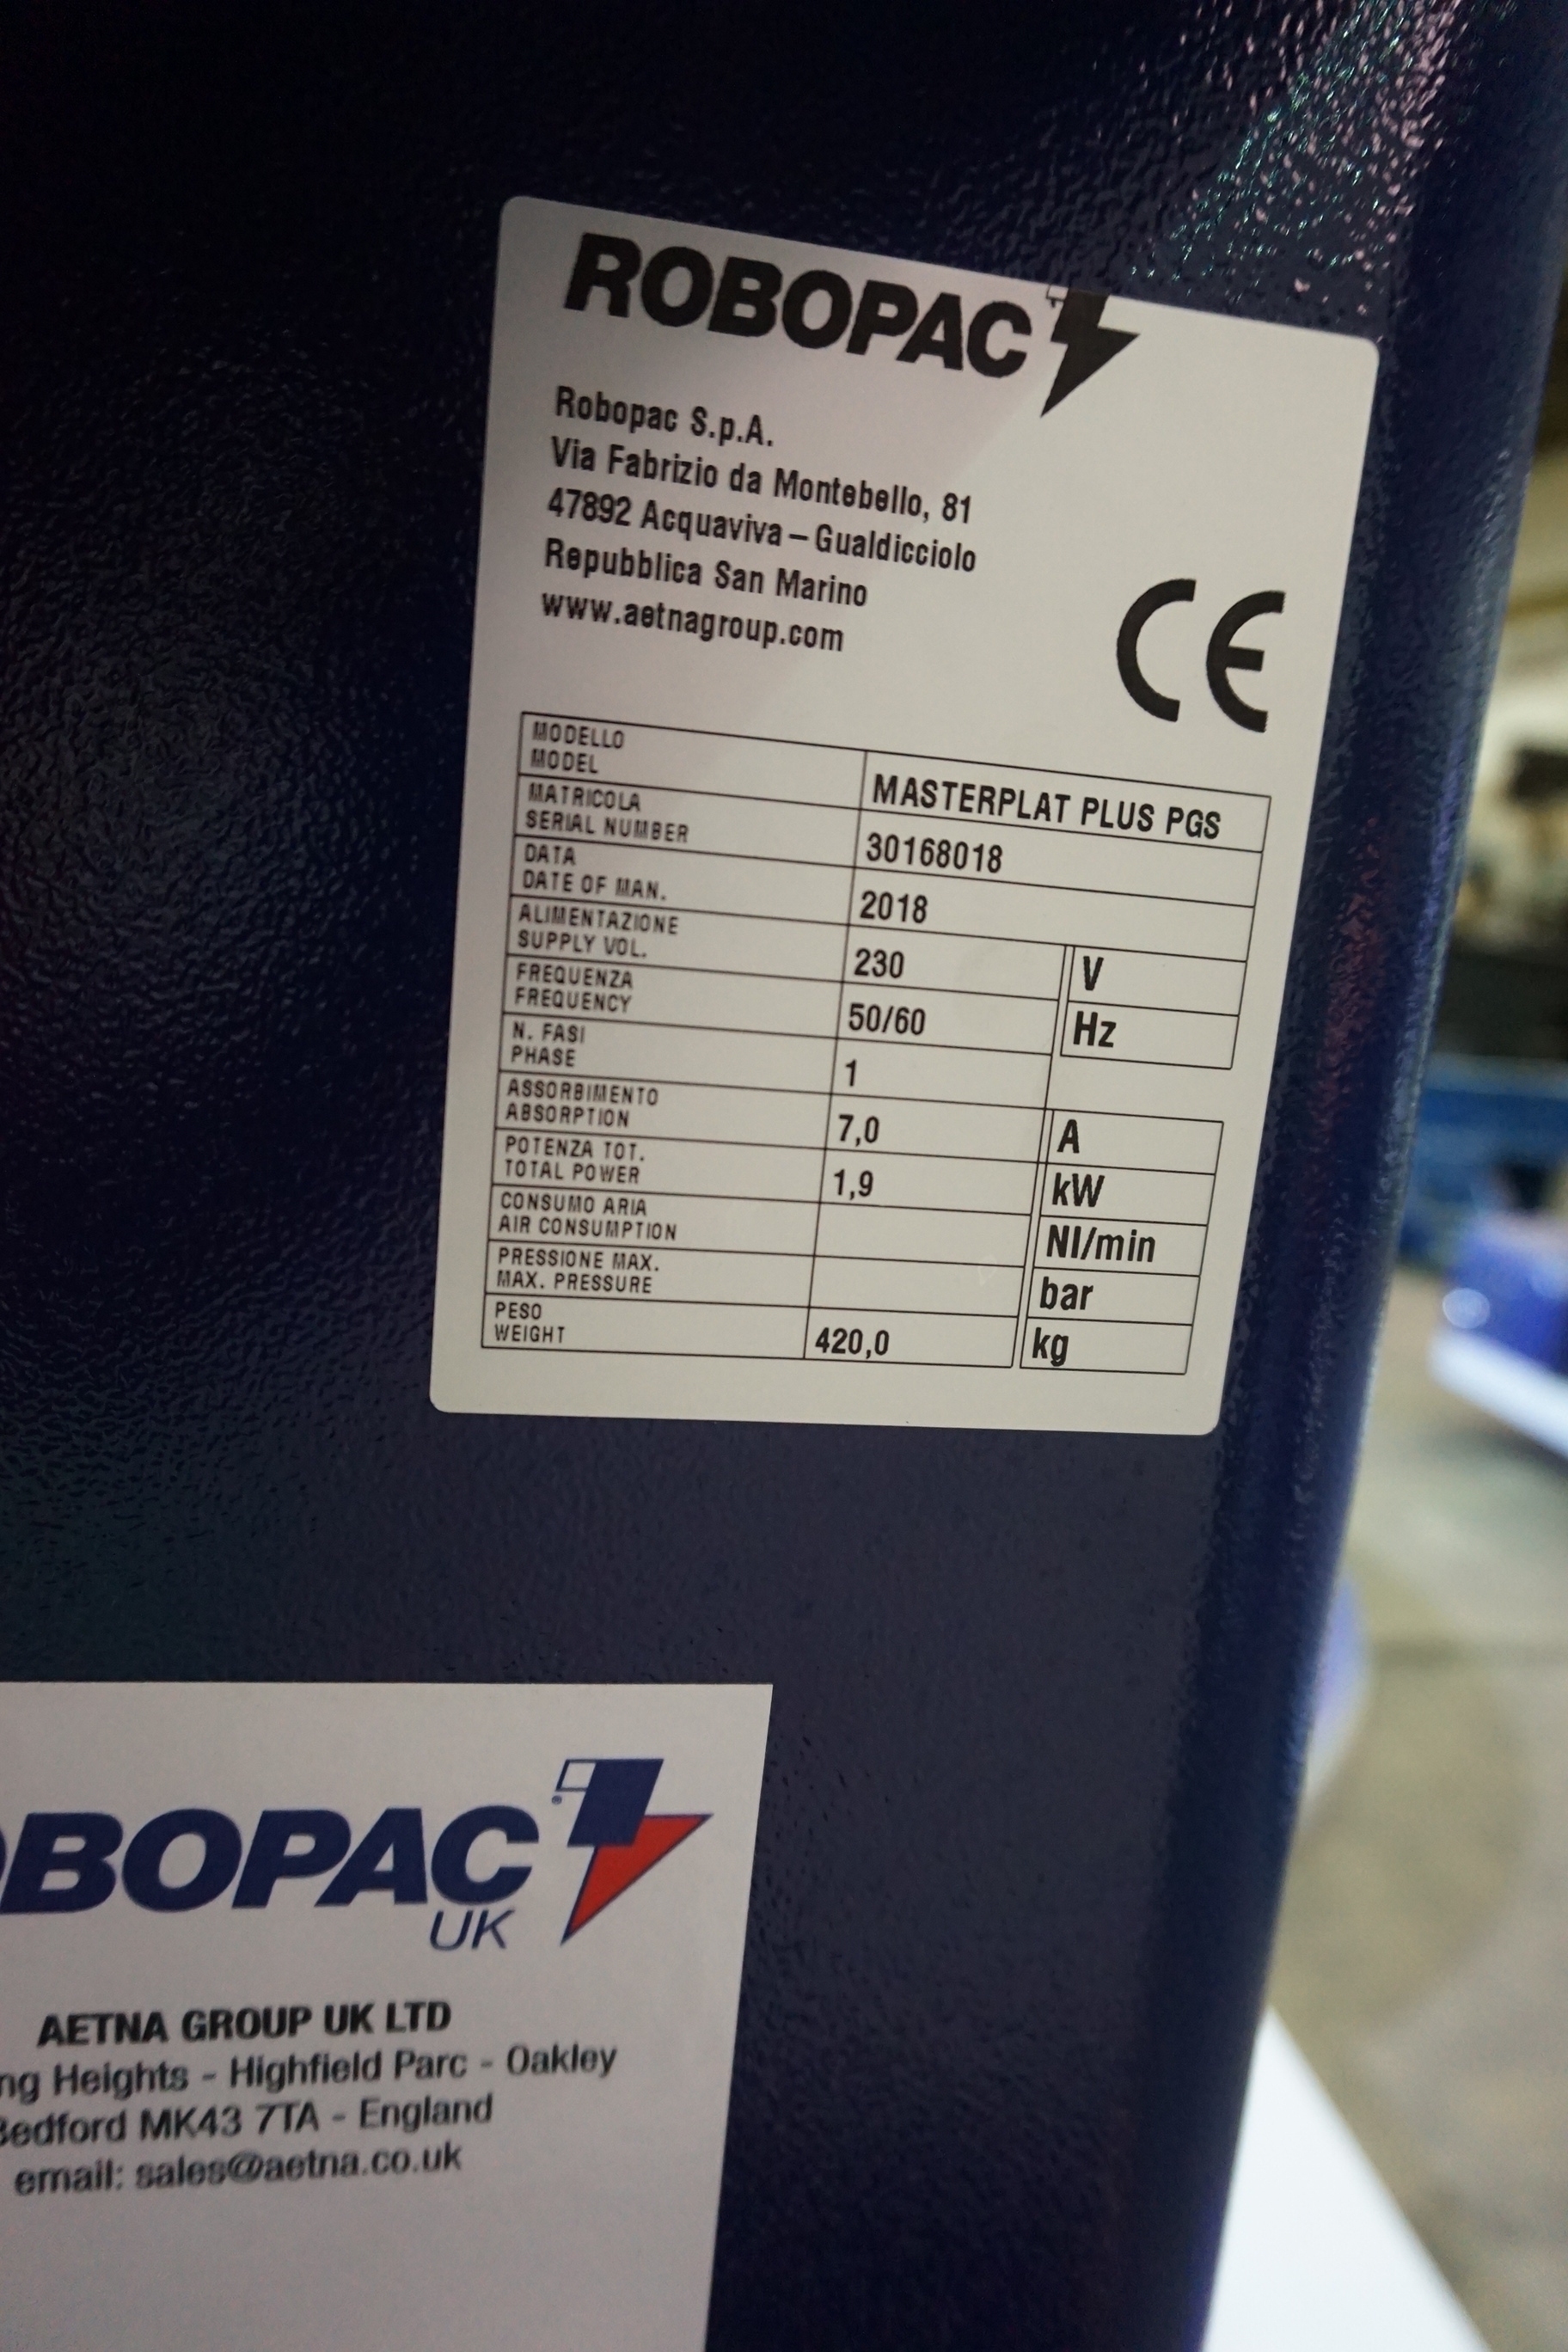 ROBOPAC
Robopac S.p.A.
Via Fabrizio da Montebello, 81
47892 Acquaviva – Gualdicciolo
Repubblica San Marino
www.aetnagroup.com
CE
MODELLO
MODEL
MASTERPLAT PLUS PGS
MATRICOLA
SERIAL NUMBER
30168018
DATA
DATE OF MAN.
2018
ALIMENTAZIONE
SUPPLY VOL.
230 V
FREQUENZA
FREQUENCY
50/60 Hz
N. FASI
PHASE
1
ASSORBIMENTO
ABSORPTION
7,0 A
POTENZA TOT.
TOTAL POWER
1,9 kW
CONSUMO ARIA
AIR CONSUMPTION
Nl/min
PRESSIONE MAX.
MAX. PRESSURE
bar
PESO
WEIGHT
420,0 kg
OBOPAC
UK
AETNA GROUP UK LTD
ng Heights - Highfield Parc - Oakley
Bedford MK43 7TA - England
email: sales@aetna.co.uk